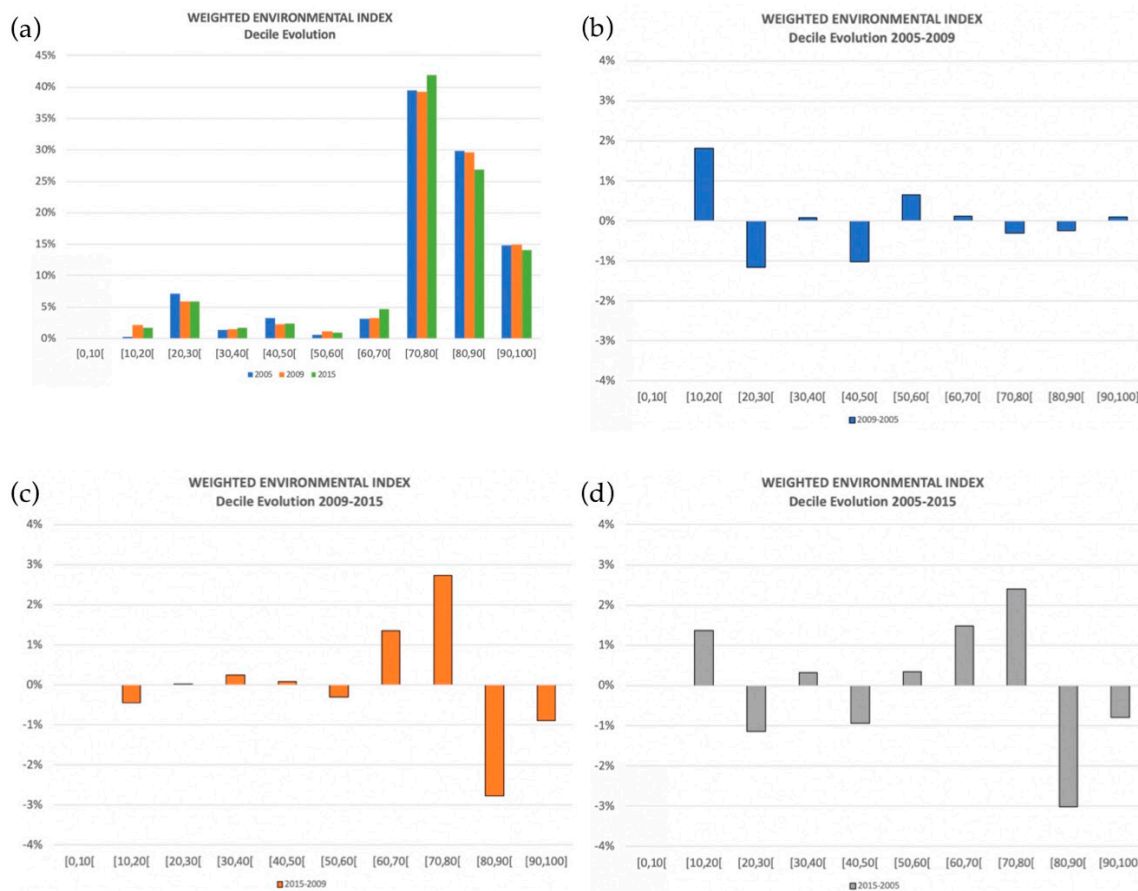 (a)
WEIGHTED ENVIRONMENTAL INDEX
Decile Evolution
45%
40%
35%
30%
25%
20%
15%
10%
5%
0%
[0,10[ [10,20[ [20,30[ [30,40[ [40,50[ [50,60[ [60,70[ [70,80[ [80,90[ [90,100]
2005 2009 2015
(b)
WEIGHTED ENVIRONMENTAL INDEX
Decile Evolution 2005-2009
4%
3%
2%
1%
0%
-1%
-2%
-3%
-4%
[0,10[ [10,20[ [20,30[ [30,40[ [40,50[ [50,60[ [60,70[ [70,80[ [80,90[ [90,100]
2009-2005
(c)
WEIGHTED ENVIRONMENTAL INDEX
Decile Evolution 2009-2015
4%
3%
2%
1%
0%
-1%
-2%
-3%
-4%
[0,10[ [10,20[ [20,30[ [30,40[ [40,50[ [50,60[ [60,70[ [70,80[ [80,90[ [90,100]
2015-2009
(d)
WEIGHTED ENVIRONMENTAL INDEX
Decile Evolution 2005-2015
4%
3%
2%
1%
0%
-1%
-2%
-3%
-4%
[0,10[ [10,20[ [20,30[ [30,40[ [40,50[ [50,60[ [60,70[ [70,80[ [80,90[ [90,100]
2015-2005